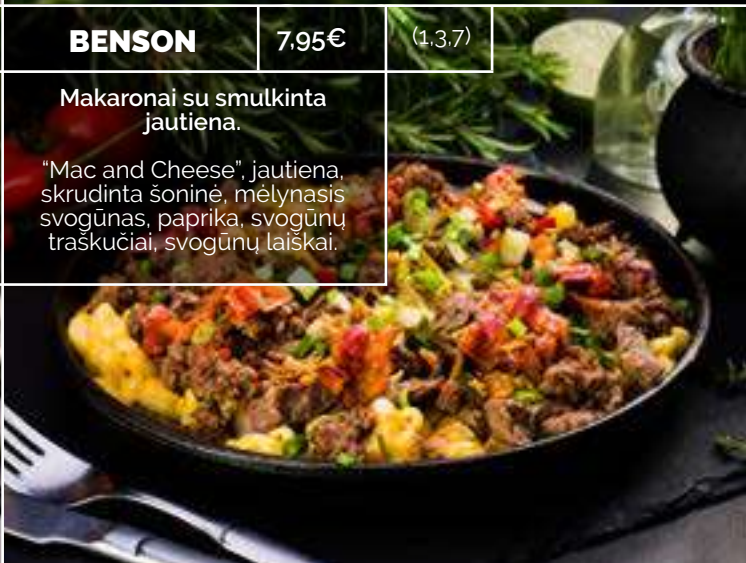 BENSON 7,95€ (1,3,7)
Makaronai su smulkinta
jautiena.
“Mac and Cheese”, jautiena,
skrudinta šoninė, mėlynasis
svogūnas, paprika, svogūnų
traškučiai, svogūnų laiškai.